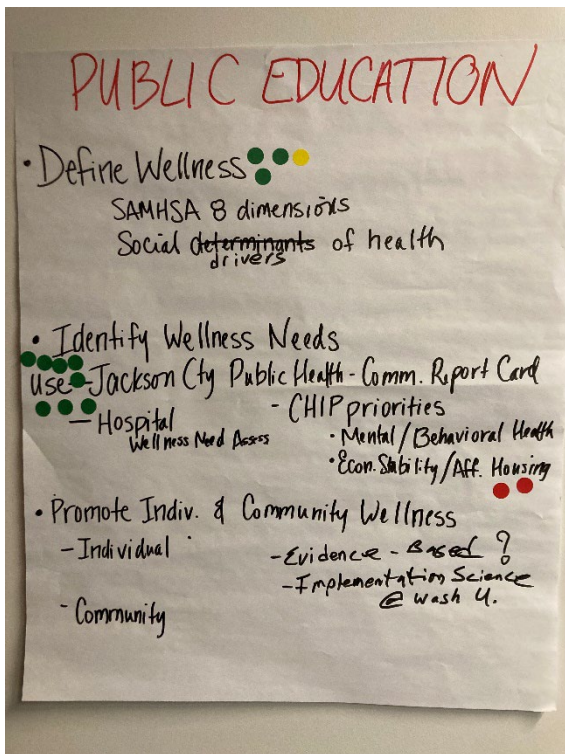 PUBLIC EDUCATION
• Define Wellness
SAMHSA 8 dimensions
Social determinants of health
drivers
• Identify Wellness Needs
use - Jackson Cty Public Health - Comm. Report Card
- Hospital
Wellness Need Assess
- CHIP priorities
• Mental / Behavioral Health
• Econ. Stability / Aff. Housing
• Promote Indiv. & Community Wellness
- Individual
- Evidence - Based ?
- Implementation Science
@ Wash U.
- Community